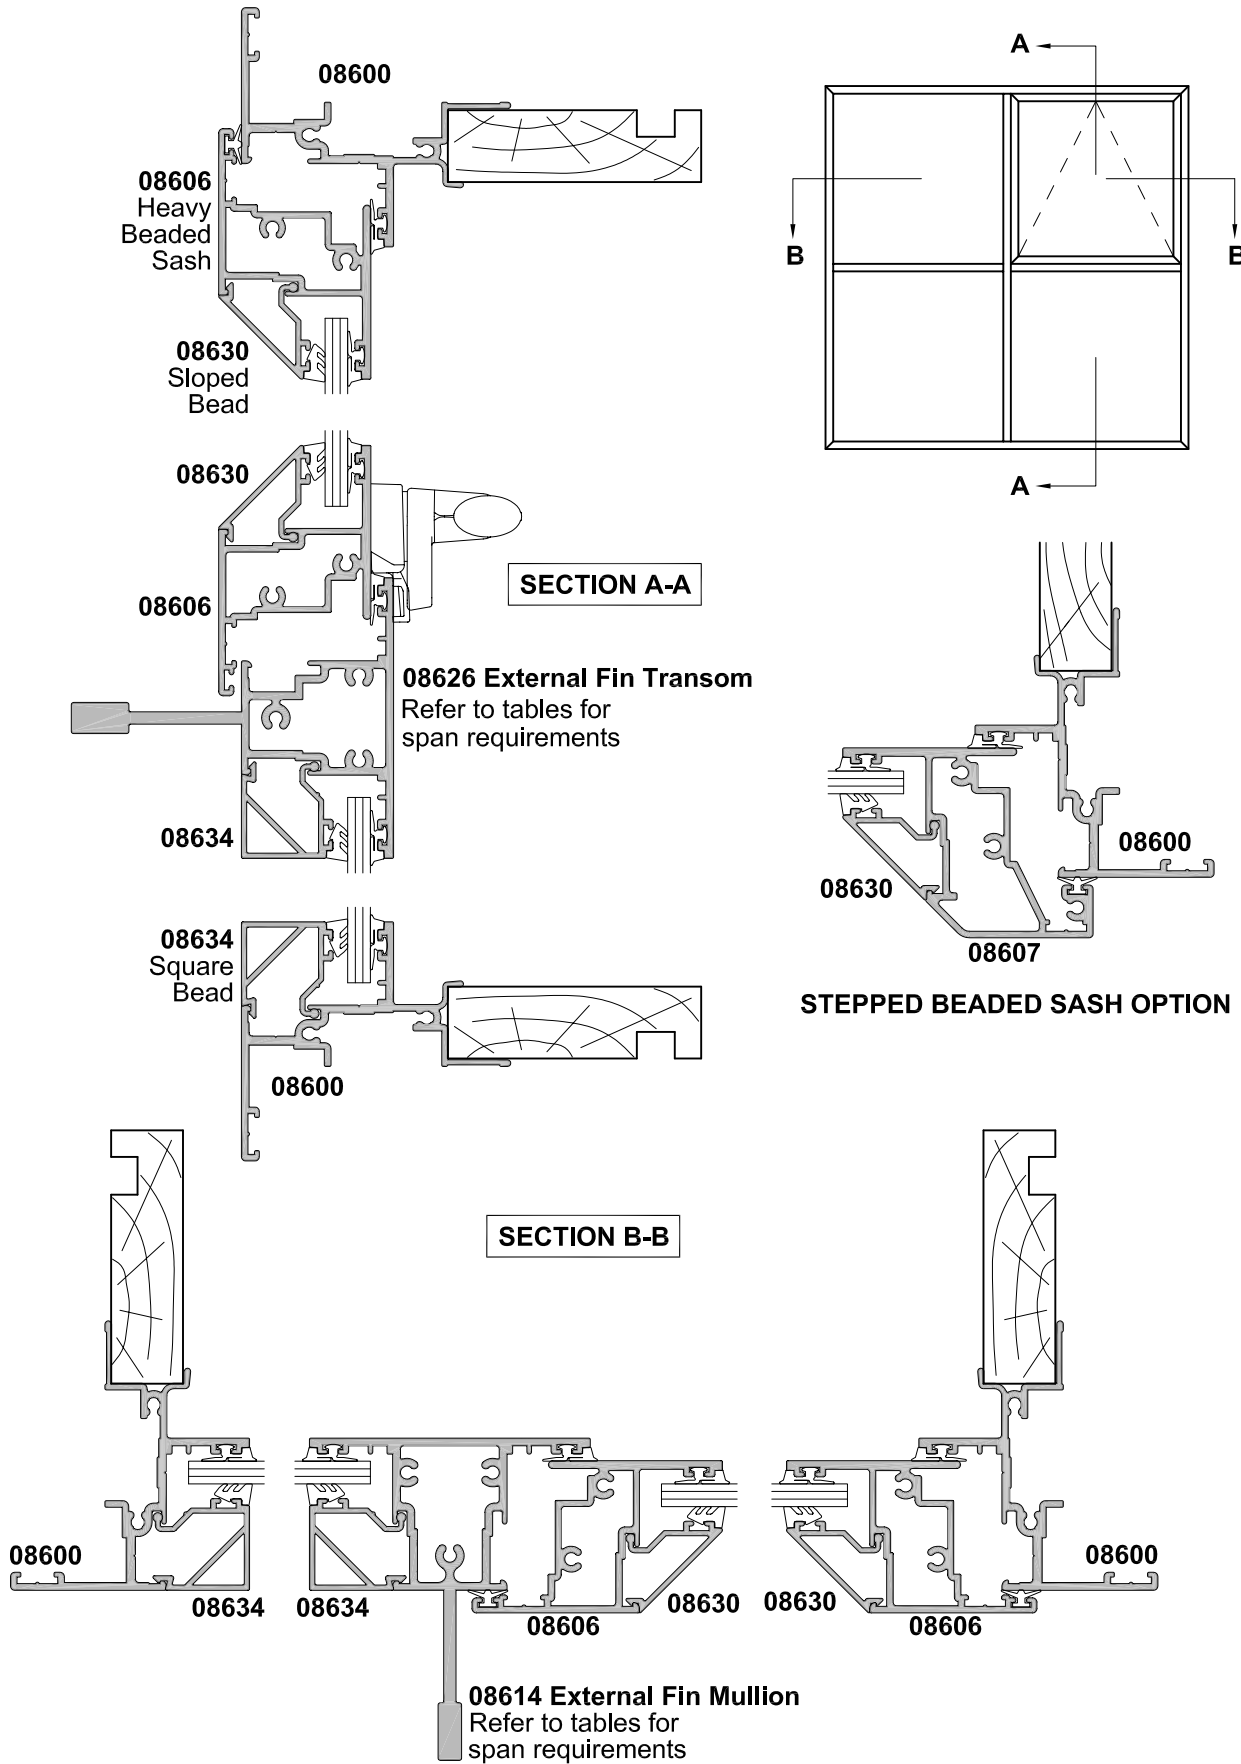 08600
08606
Heavy
Beaded
Sash
08630
Sloped
Bead
A
B
B
A
08630
08606
SECTION A-A
08626 External Fin Transom
Refer to tables for
span requirements
08634
08634
Square
Bead
08600
08600
08630
08607
STEPPED BEADED SASH OPTION
SECTION B-B
08600
08634
08634
08606
08630
08630
08606
08600
08614 External Fin Mullion
Refer to tables for
span requirements